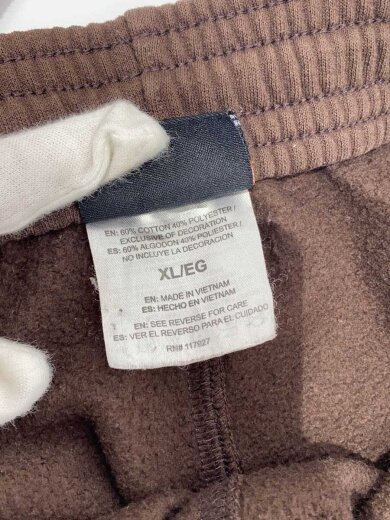 EN: 60% COTTON 40% POLYESTER /
EXCLUSIVE OF DECORATION
ES: 60% ALGODON 40% POLIESTER /
NO INCLUYE LA DECORACION
XL/EG
EN: MADE IN VIETNAM
ES: HECHO EN VIETNAM
EN: SEE REVERSE FOR CARE
ES: VER EL REVERSO PARA EL CUIDADO
RN# 117627